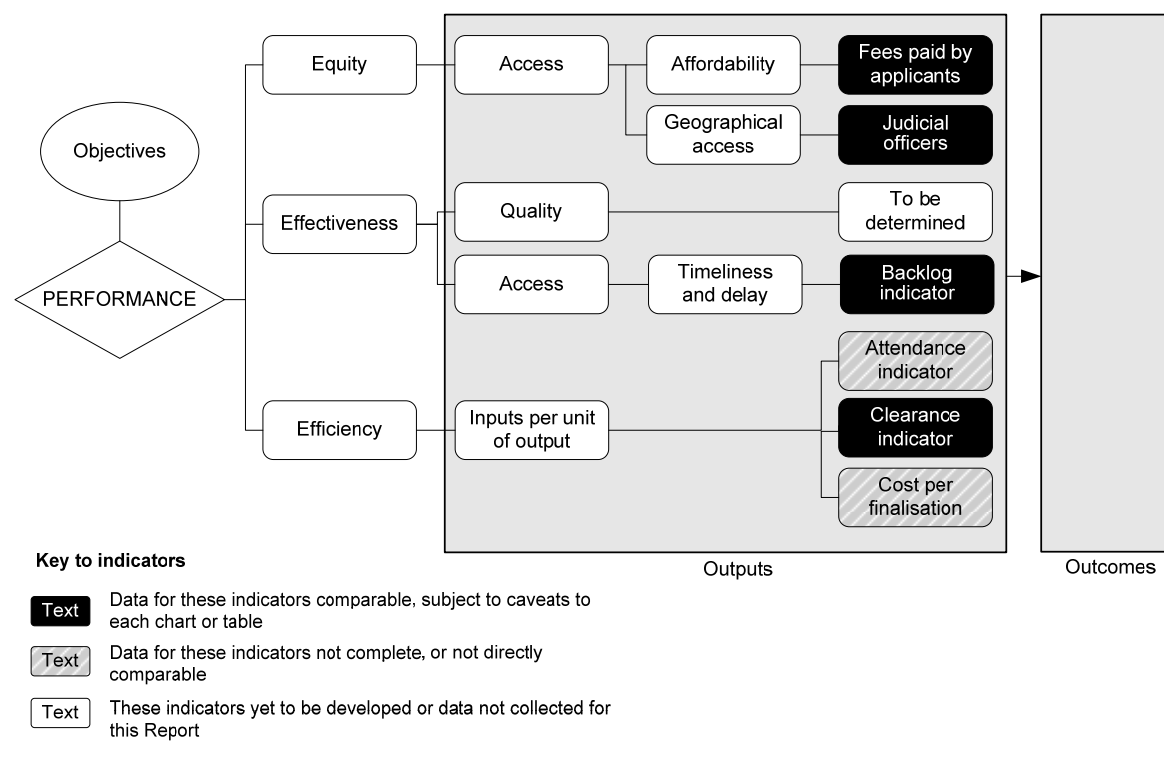 Equity
Access
Affordability
Fees paid by
applicants
Geographical
access
Judicial
officers
Objectives
Effectiveness
Quality
To be
determined
Access
Timeliness
and delay
Backlog
indicator
PERFORMANCE
Attendance
indicator
Efficiency
Inputs per unit
of output
Clearance
indicator
Cost per
finalisation
Outputs
Outcomes
Key to indicators
Text
Data for these indicators comparable, subject to caveats to
each chart or table
Text
Data for these indicators not complete, or not directly
comparable
Text
These indicators yet to be developed or data not collected for
this Report